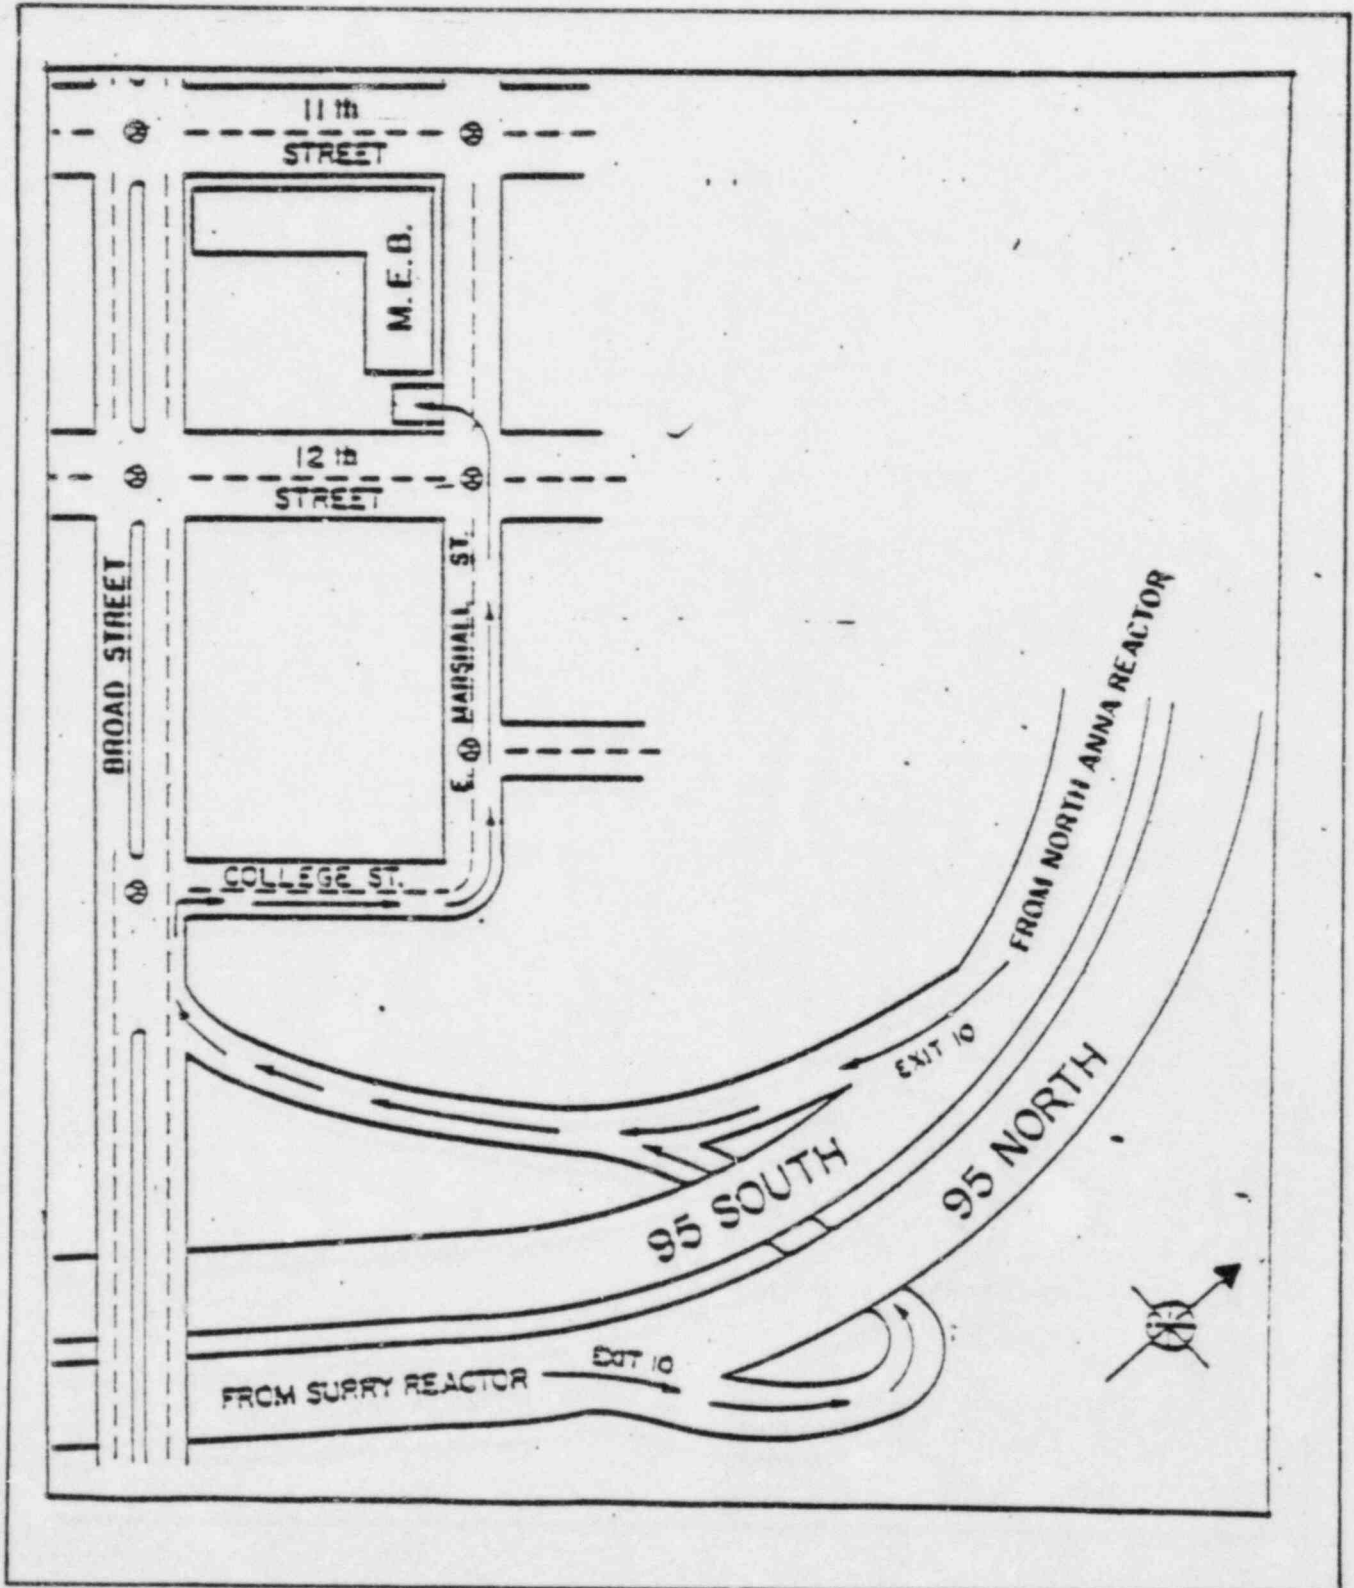 11 th
STREET
M.E.B.
12 th
STREET
BROAD STREET
E. MARSHALL ST.
COLLEGE ST.
FROM NORTH ANNA REACTOR
EXIT 10
95 SOUTH
95 NORTH
EXIT 10
FROM SURRY REACTOR